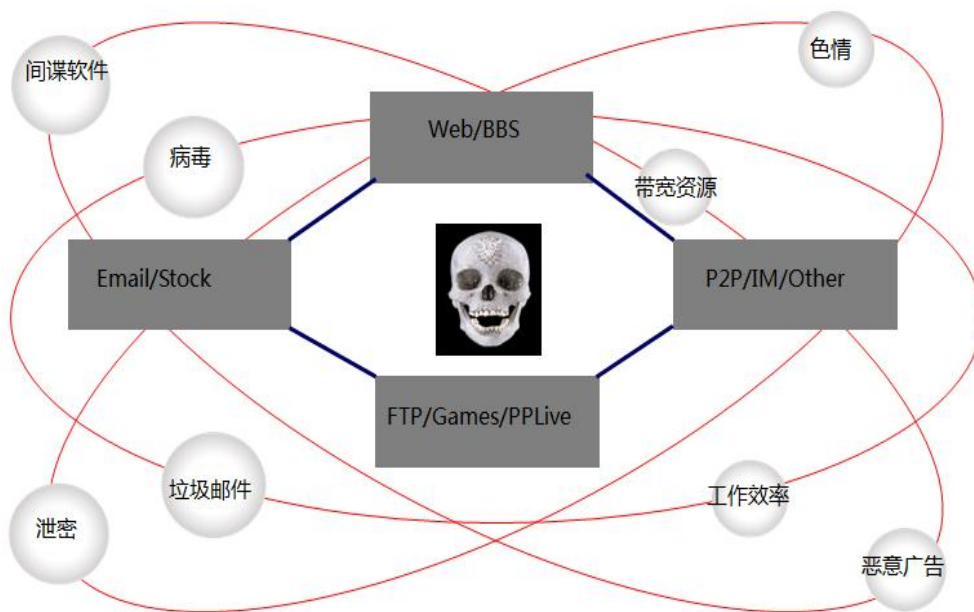 间谍软件
色情
Web/BBS
病毒
带宽资源
Email/Stock
P2P/IM/Other
FTP/Games/PPLive
垃圾邮件
工作效率
泄密
恶意广告